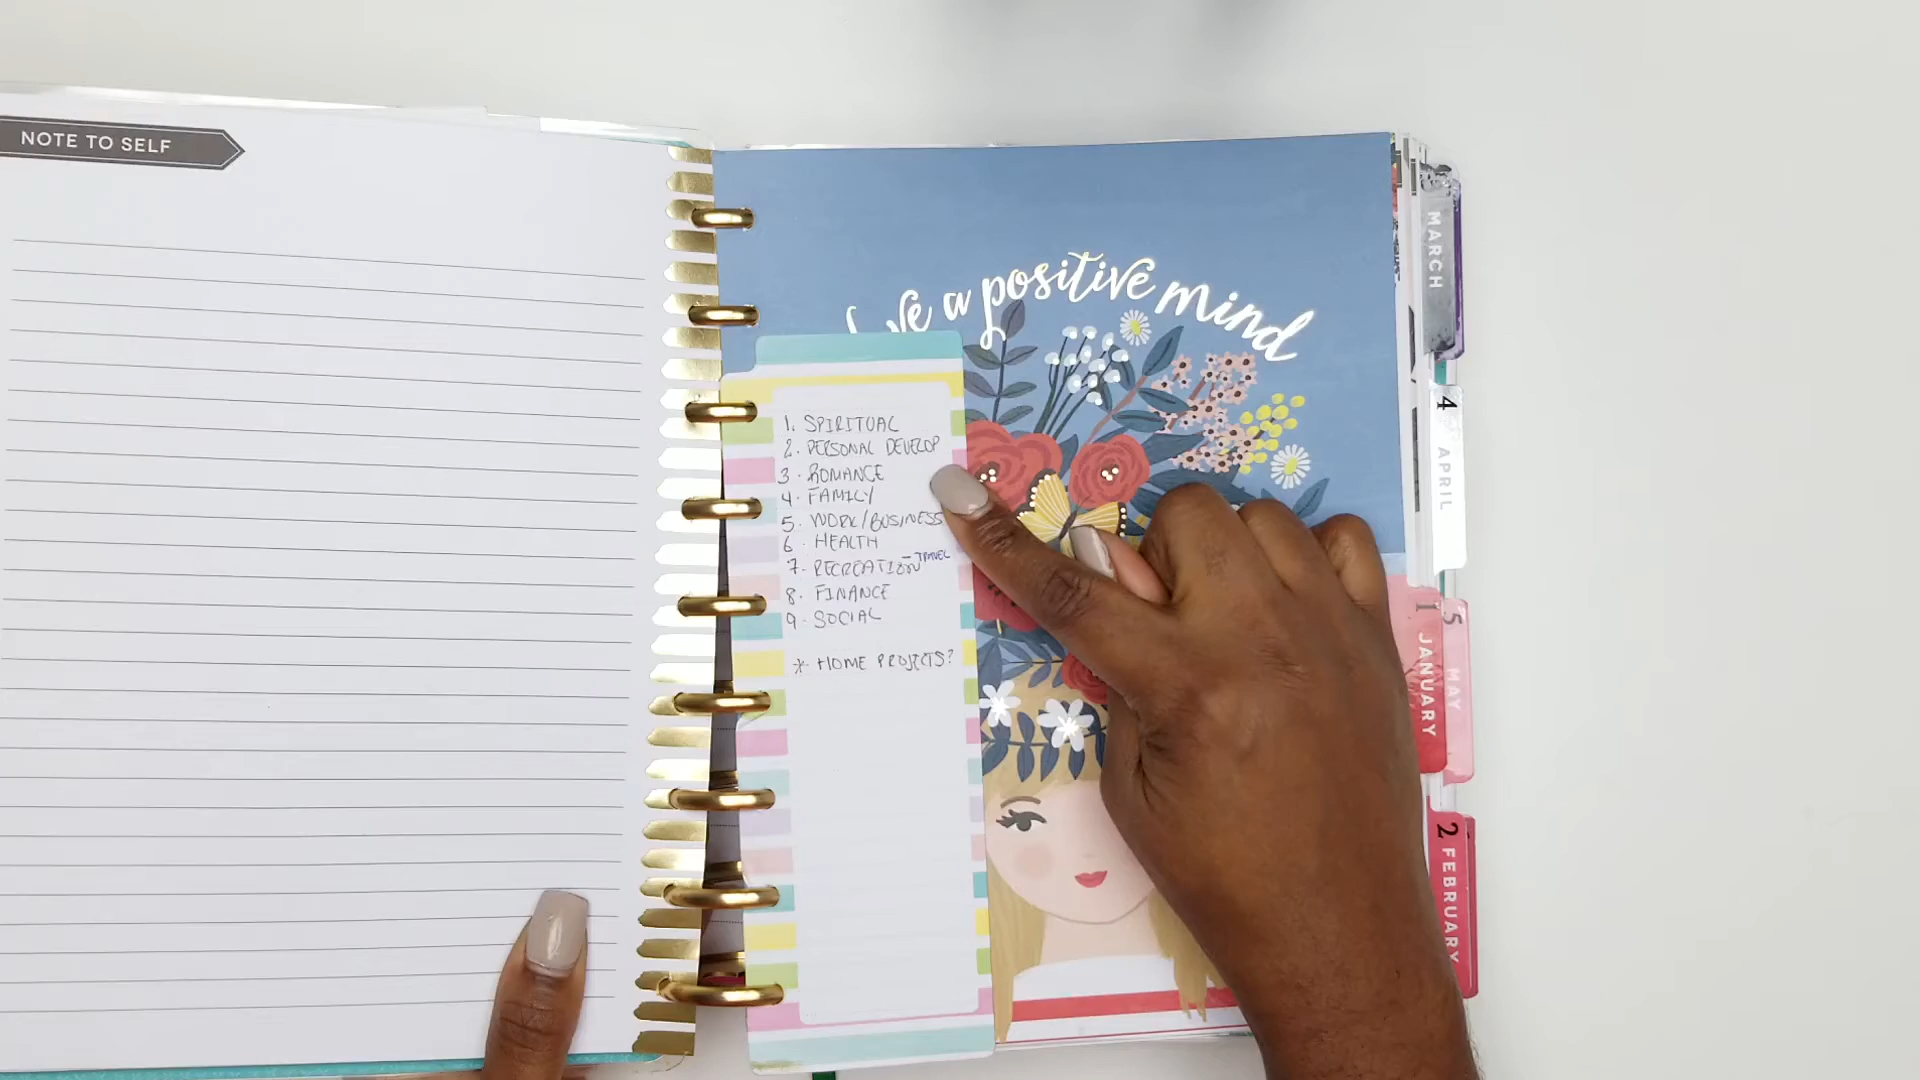 NOTE TO SELF
a positive mind
1. SPIRITUAL
2. PERSONAL DEVELOP
3. ROMANCE
4. FAMILY
5. WORK/BUSINESS
6. HEALTH
7. RECREATION - TRAVEL
8. FINANCE
9. SOCIAL
* HOME PROJECTS?
MARCH
4 APRIL
5 MAY
1 JANUARY
2 FEBRUARY